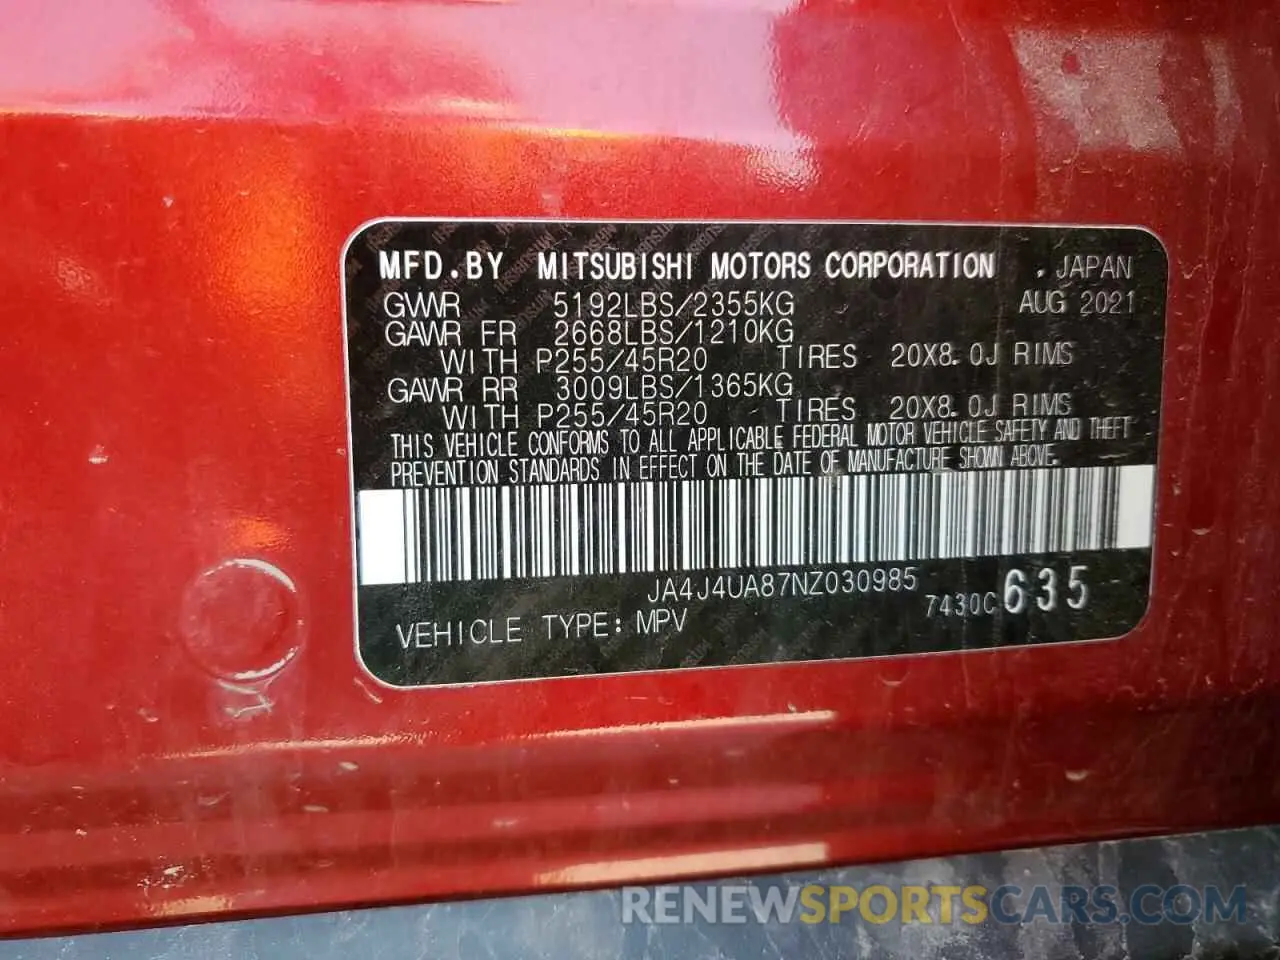 MFD.BY MITSUBISHI MOTORS CORPORATION , JAPAN
GVWR 5192LBS/2355KG AUG 2021
GAWR FR 2668LBS/1210KG
WITH P255/45R20 TIRES 20X8.0J RIMS
GAWR RR 3009LBS/1365KG
WITH P255/45R20 TIRES 20X8.0J RIMS
THIS VEHICLE CONFORMS TO ALL APPLICABLE FEDERAL MOTOR VEHICLE SAFETY AND THEFT
PREVENTION STANDARDS IN EFFECT ON THE DATE OF MANUFACTURE SHOWN ABOVE.
JA4J4UA87NZ030985
7430C 635
VEHICLE TYPE: MPV
RENEWSPORTSCARS.COM